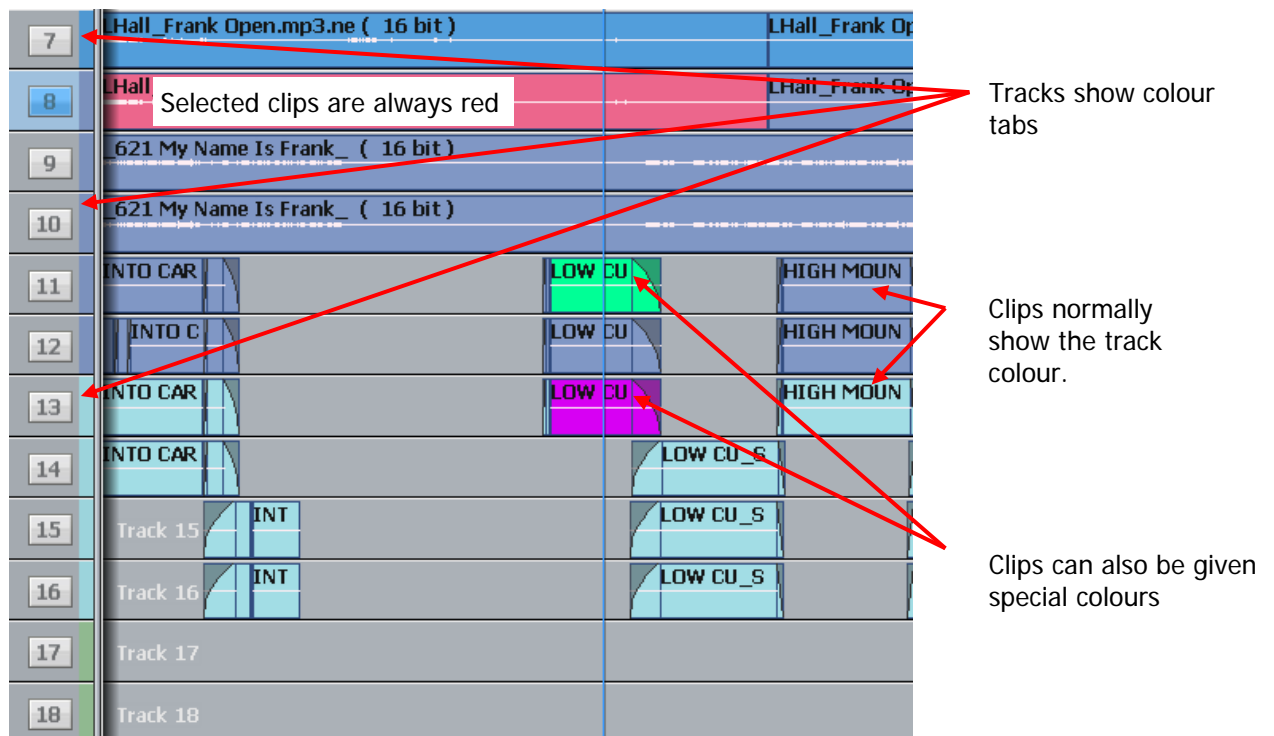 7
LHall_Frank Open.mp3.ne ( 16 bit )
LHall_Frank Op
8
LHall
Selected clips are always red
LHall_Frank Op
Tracks show colour
tabs
9
_621 My Name Is Frank_ ( 16 bit )
10
_621 My Name Is Frank_ ( 16 bit )
11
INTO CAR
LOW CU
HIGH MOUN
12
INTO C
LOW CU
HIGH MOUN
Clips normally
show the track
colour.
13
INTO CAR
LOW CU
HIGH MOUN
14
INTO CAR
LOW CU_S
15
Track 15
INT
LOW CU_S
16
Track 16
INT
LOW CU_S
Clips can also be given
special colours
17
Track 17
18
Track 18